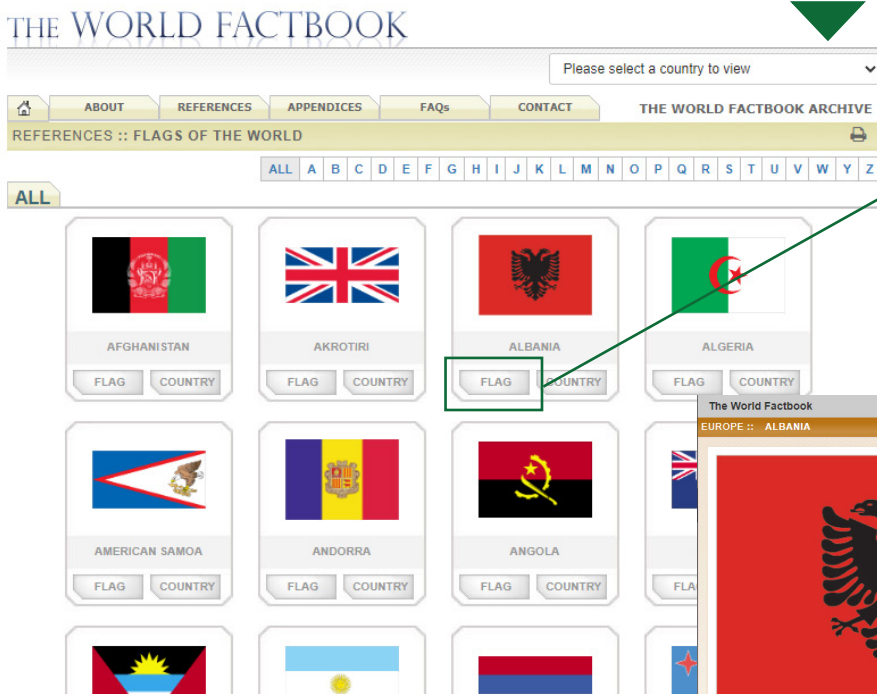 THE WORLD FACTBOOK
Please select a country to view
ABOUT REFERENCES APPENDICES FAQs CONTACT THE WORLD FACTBOOK ARCHIVE
REFERENCES :: FLAGS OF THE WORLD
ALL A B C D E F G H I J K L M N O P Q R S T U V W Y Z
ALL
AFGHANISTAN AKROTIRI ALBANIA ALGERIA
FLAG COUNTRY FLAG COUNTRY FLAG COUNTRY FLAG COUNTRY
The World Factbook
EUROPE :: ALBANIA
AMERICAN SAMOA ANDORRA ANGOLA
FLAG COUNTRY FLAG COUNTRY FLAG COUNTRY